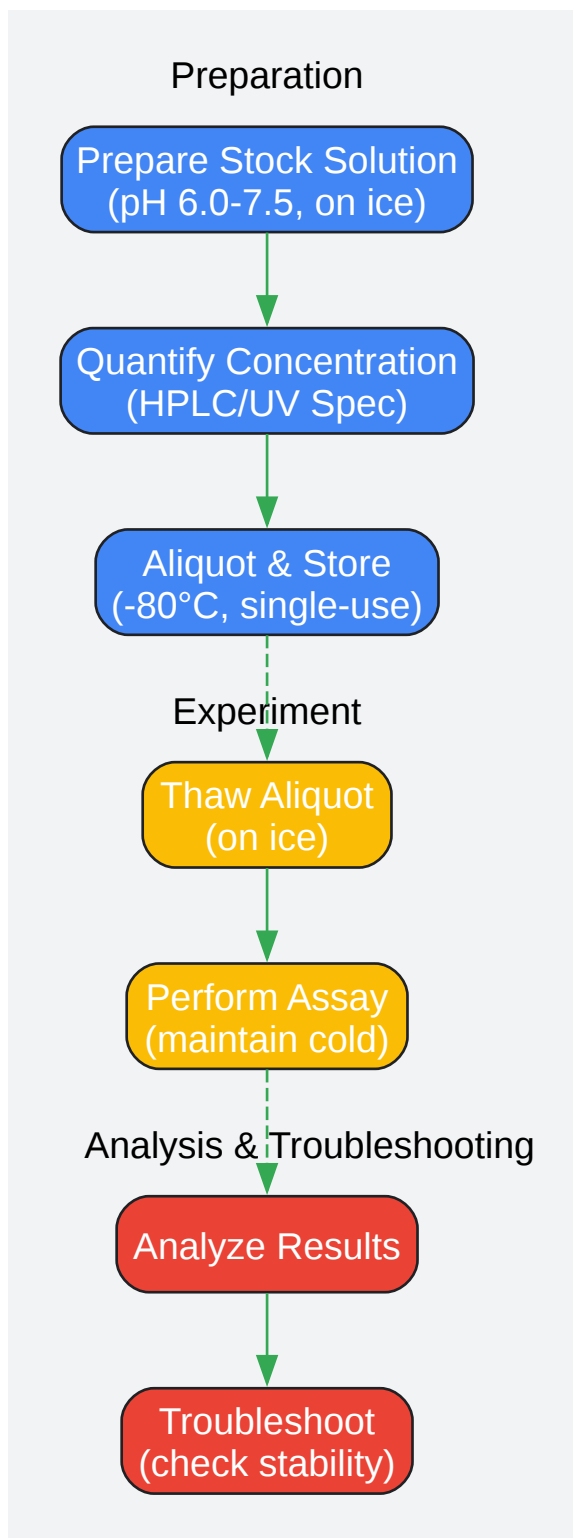 Preparation
Prepare Stock Solution
(pH 6.0-7.5, on ice)
Quantify Concentration
(HPLC/UV Spec)
Aliquot & Store
(-80°C, single-use)
Experiment
Thaw Aliquot
(on ice)
Perform Assay
(maintain cold)
Analysis & Troubleshooting
Analyze Results
Troubleshoot
(check stability)